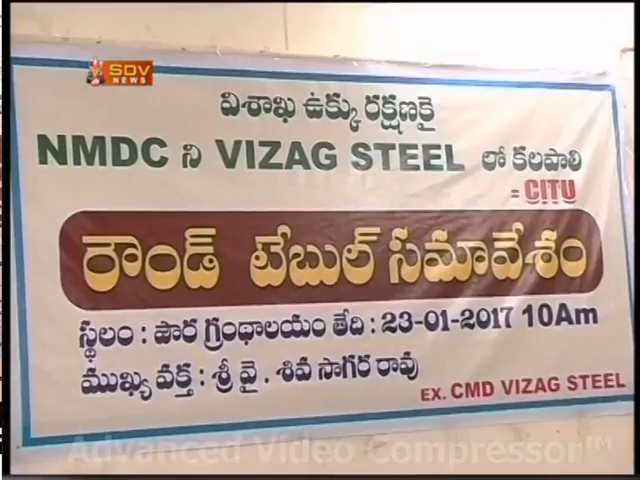 SDV
NEWS
విశాఖ ఉక్కు రక్షణకై
NMDC ని VIZAG STEEL లో కలపాలి
= CITU
రౌండ్ టేబుల్ సమావేశం
స్థలం : పౌర గ్రంథాలయం తేది : 23-01-2017 10Am
ముఖ్య వక్త : శ్రీ వై . శివ సాగర రావు
EX. CMD VIZAG STEEL
Advanced Video Compressor™